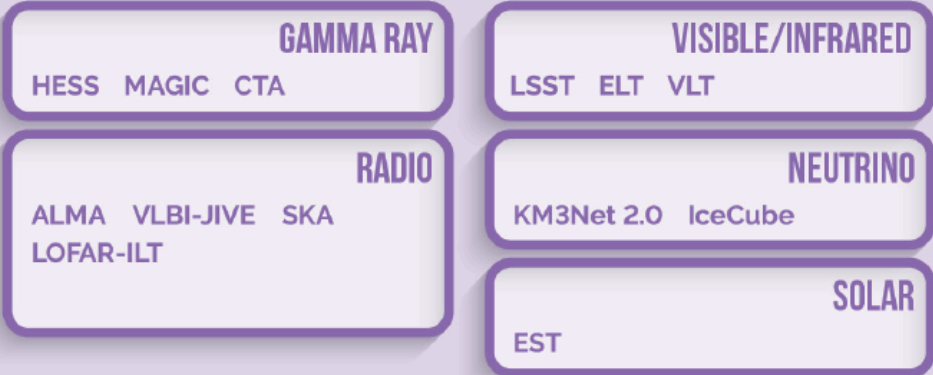 GAMMA RAY
HESS MAGIC CTA
RADIO
ALMA VLBI-JIVE SKA
LOFAR-ILT
VISIBLE/INFRARED
LSST ELT VLT
NEUTRINO
KM3Net 2.0 IceCube
SOLAR
EST